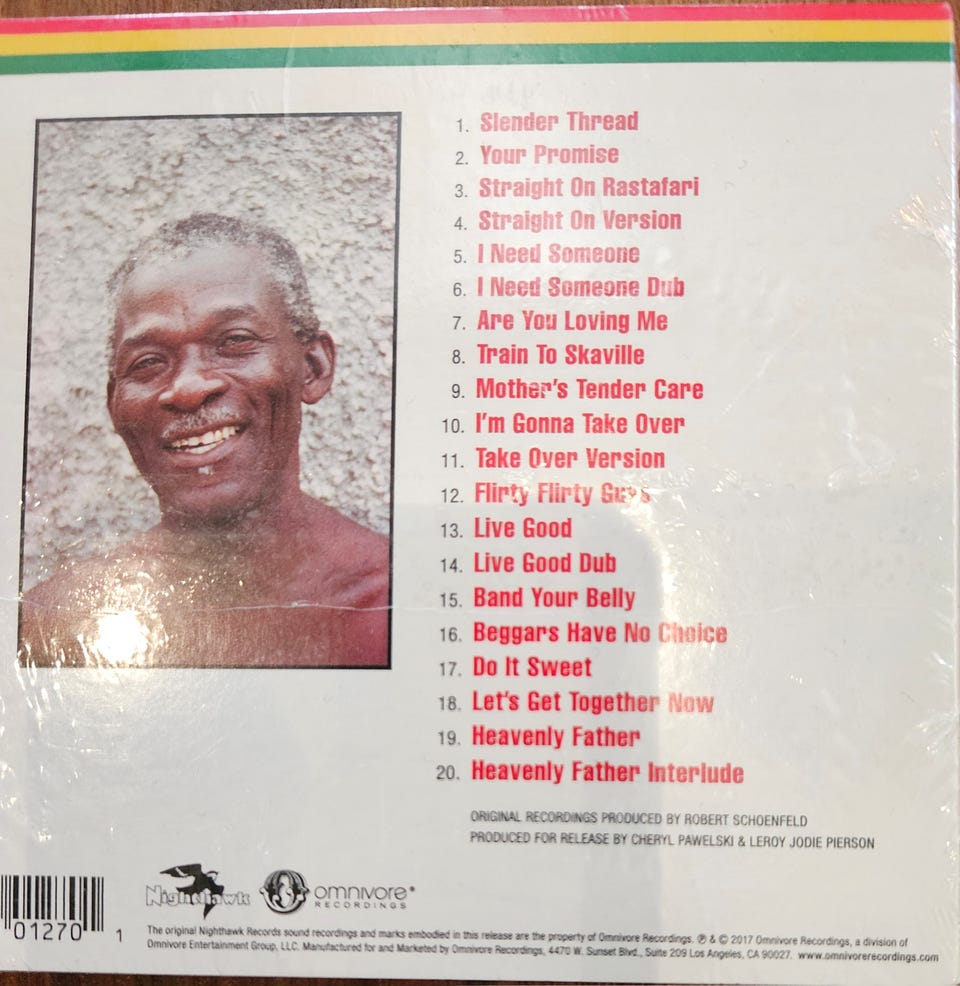 1. Slender Thread
2. Your Promise
3. Straight On Rastafari
4. Straight On Version
5. I Need Someone
6. I Need Someone Dub
7. Are You Loving Me
8. Train To Skaville
9. Mother's Tender Care
10. I'm Gonna Take Over
11. Take Over Version
12. Flirty Flirty Guys
13. Live Good
14. Live Good Dub
15. Band Your Belly
16. Beggars Have No Choice
17. Do It Sweet
18. Let's Get Together Now
19. Heavenly Father
20. Heavenly Father Interlude
ORIGINAL RECORDINGS PRODUCED BY ROBERT SCHOENFELD
PRODUCED FOR RELEASE BY CHERYL PAWELSKI & LEROY JODIE PIERSON
Nighthawk
omnivore
RECORDINGS
01270 1
The original Nighthawk Records sound recordings and marks embodied in this release are the property of Omnivore Recordings. ℗ & © 2017 Omnivore Recordings, a division of
Omnivore Entertainment Group, LLC. Manufactured for and Marketed by Omnivore Recordings, 4470 W. Sunset Blvd., Suite 209 Los Angeles, CA 90027. www.omnivorerecordings.com